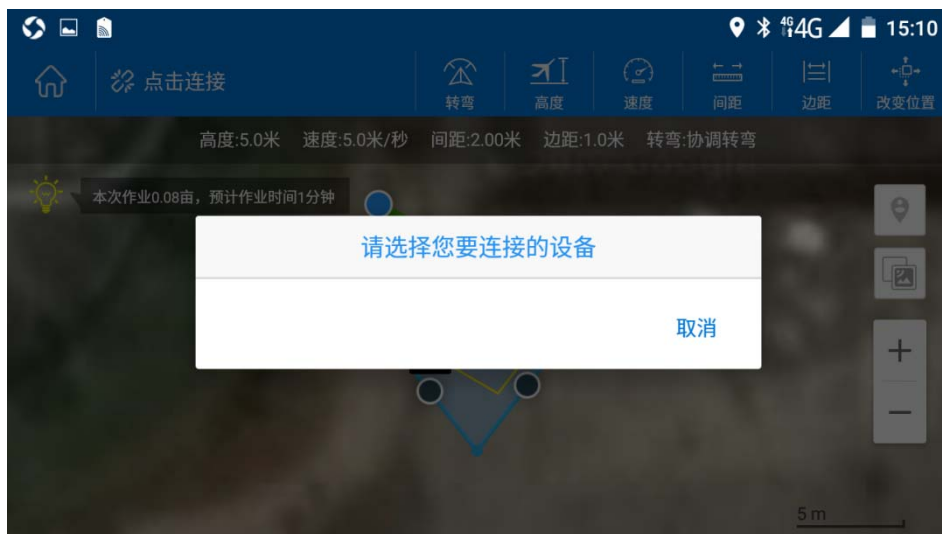 4G 4G 15:10
点击连接 转弯 高度 速度 间距 边距 改变位置
高度:5.0米 速度:5.0米/秒 间距:2.00米 边距:1.0米 转弯:协调转弯
本次作业0.08亩，预计作业时间1分钟
请选择您要连接的设备
取消
5 m